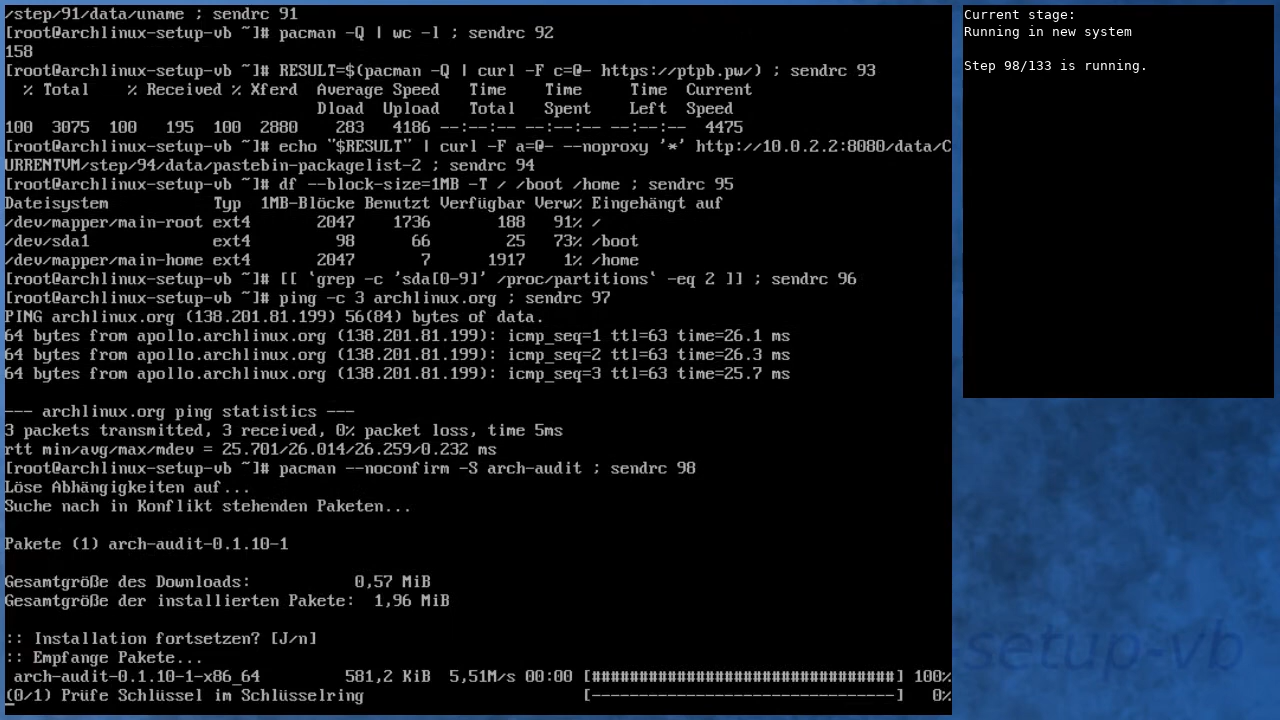 /step/91/data/uname ; sendrc 91
[root@archlinux-setup-vb ~]# pacman -Q | wc -l ; sendrc 92
158
[root@archlinux-setup-vb ~]# RESULT=$(pacman -Q | curl -F c=@- https://ptpb.pw/) ; sendrc 93
  % Total    % Received % Xferd  Average Speed   Time    Time     Time  Current
                                 Dload  Upload   Total   Spent    Left  Speed
100  3075  100   195  100  2880    283   4186 --:--:-- --:--:-- --:--:--  4475
[root@archlinux-setup-vb ~]# echo "$RESULT" | curl -F a=@- --noproxy '*' http://10.0.2.2:8080/data/C
URRENTVM/step/94/data/pastebin-packagelist-2 ; sendrc 94
[root@archlinux-setup-vb ~]# df --block-size=1MB -T / /boot /home ; sendrc 95
Dateisystem           Typ  1MB-Blöcke Benutzt Verfügbar Verw% Eingehängt auf
/dev/mapper/main-root ext4       2047    1736       188   91% /
/dev/sda1             ext4         98      66        25   73% /boot
/dev/mapper/main-home ext4       2047       7      1917    1% /home
[root@archlinux-setup-vb ~]# [[ `grep -c 'sda[0-9]' /proc/partitions` -eq 2 ]] ; sendrc 96
[root@archlinux-setup-vb ~]# ping -c 3 archlinux.org ; sendrc 97
PING archlinux.org (138.201.81.199) 56(84) bytes of data.
64 bytes from apollo.archlinux.org (138.201.81.199): icmp_seq=1 ttl=63 time=26.1 ms
64 bytes from apollo.archlinux.org (138.201.81.199): icmp_seq=2 ttl=63 time=26.3 ms
64 bytes from apollo.archlinux.org (138.201.81.199): icmp_seq=3 ttl=63 time=25.7 ms
--- archlinux.org ping statistics ---
3 packets transmitted, 3 received, 0% packet loss, time 5ms
rtt min/avg/max/mdev = 25.701/26.014/26.259/0.232 ms
[root@archlinux-setup-vb ~]# pacman --noconfirm -S arch-audit ; sendrc 98
Löse Abhängigkeiten auf...
Suche nach in Konflikt stehenden Paketen...
Pakete (1) arch-audit-0.1.10-1
Gesamtgröße des Downloads:           0,57 MiB
Gesamtgröße der installierten Pakete:  1,96 MiB
:: Installation fortsetzen? [J/n]
:: Empfange Pakete...
 arch-audit-0.1.10-1-x86_64         581,2 KiB  5,51M/s 00:00 [################################] 100%
(0/1) Prüfe Schlüssel im Schlüsselring                       [--------------------------------]   0%
Current stage:
Running in new system
Step 98/133 is running.
setup-vb